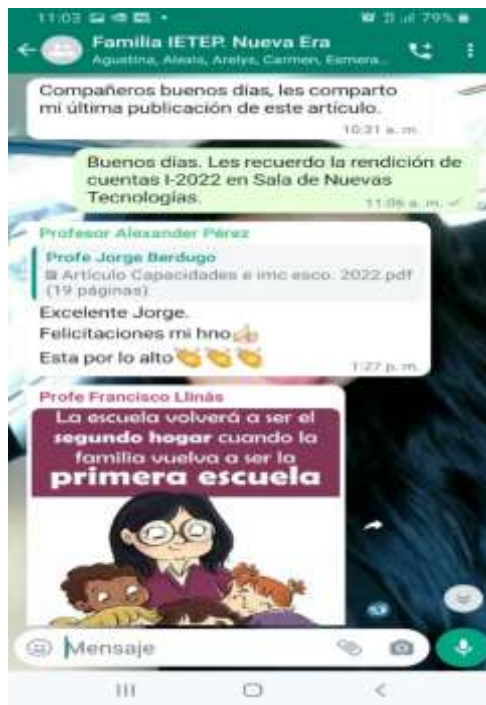 11:03
79%
Familia IETEP. Nueva Era
Agustina, Alexis, Arelys, Carmen, Esmera...
Compañeros buenos días, les comparto
mi última publicación de este artículo.
10:31 a. m.
Buenos días. Les recuerdo la rendición de
cuentas I-2022 en Sala de Nuevas
Tecnologías.
11:06 a. m.
Profesor Alexander Pérez
Profe Jorge Berdugo
Artículo Capacidades e imc esco. 2022.pdf
(19 páginas)
Excelente Jorge.
Felicitaciones mi hno
Esta por lo alto
1:27 p. m.
Profe Francisco Llinás
La escuela volverá a ser el
segundo hogar cuando la
familia vuelva a ser la
primera escuela
Mensaje